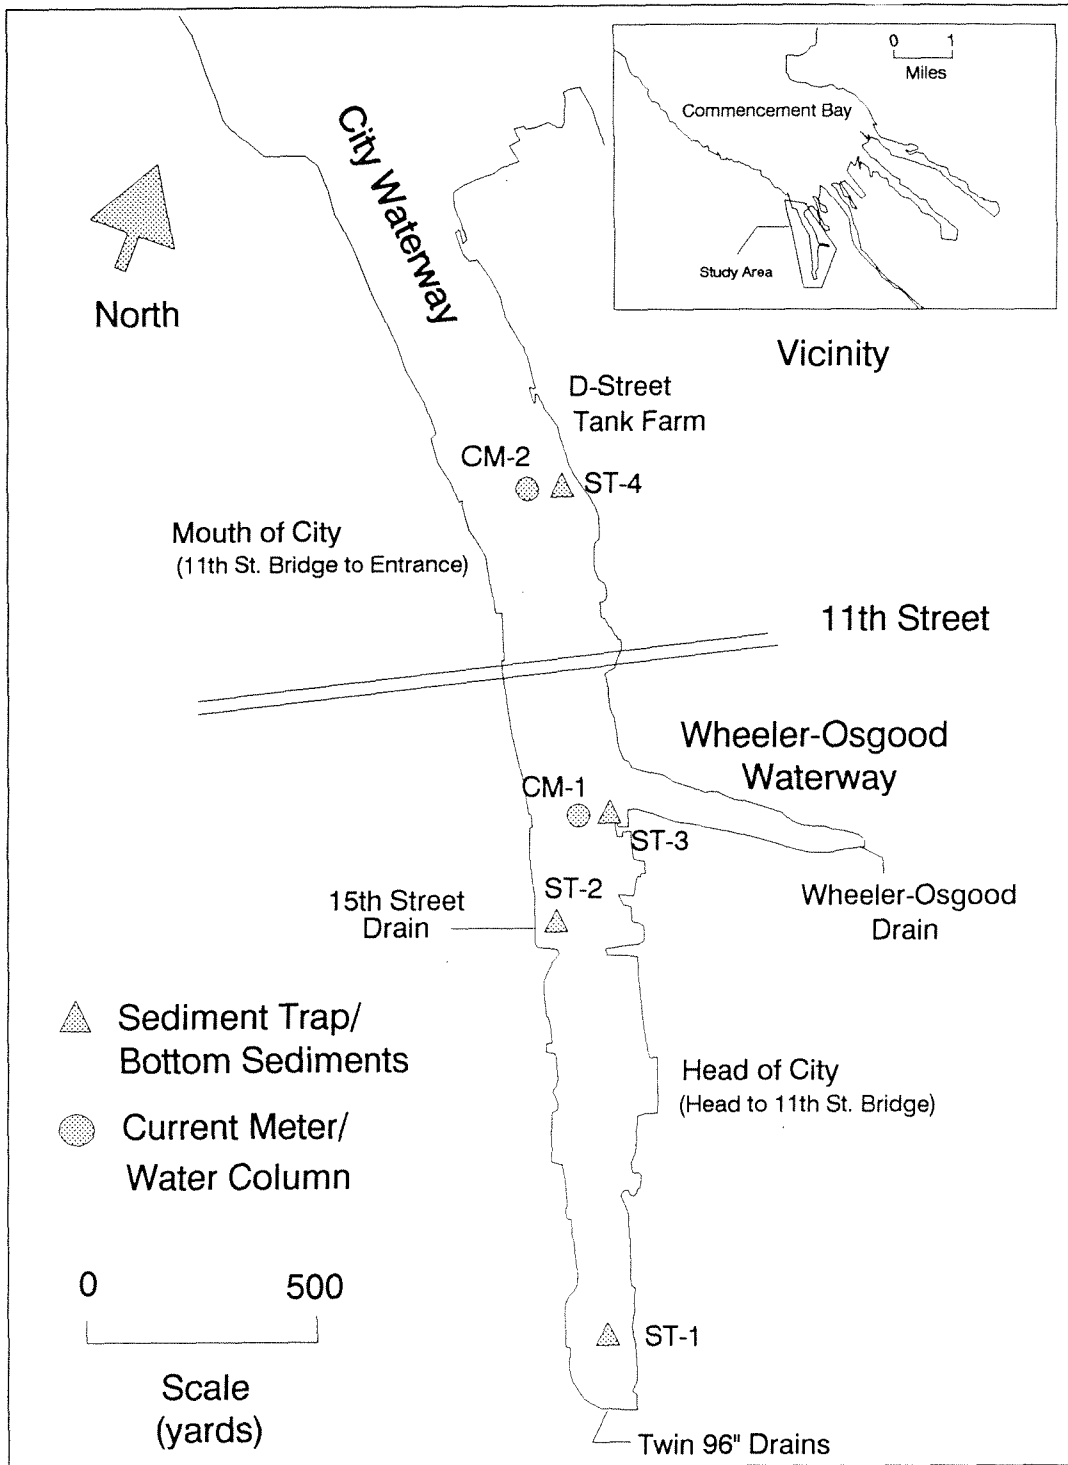 0 1
Miles
Commencement Bay
Study Area
Vicinity
City Waterway
North
D-Street
Tank Farm
CM-2
ST-4
Mouth of City
(11th St. Bridge to Entrance)
11th Street
Wheeler-Osgood
Waterway
CM-1
ST-3
ST-2
15th Street
Drain
Wheeler-Osgood
Drain
Sediment Trap/
Bottom Sediments
Head of City
(Head to 11th St. Bridge)
Current Meter/
Water Column
0 500
Scale
(yards)
ST-1
Twin 96" Drains